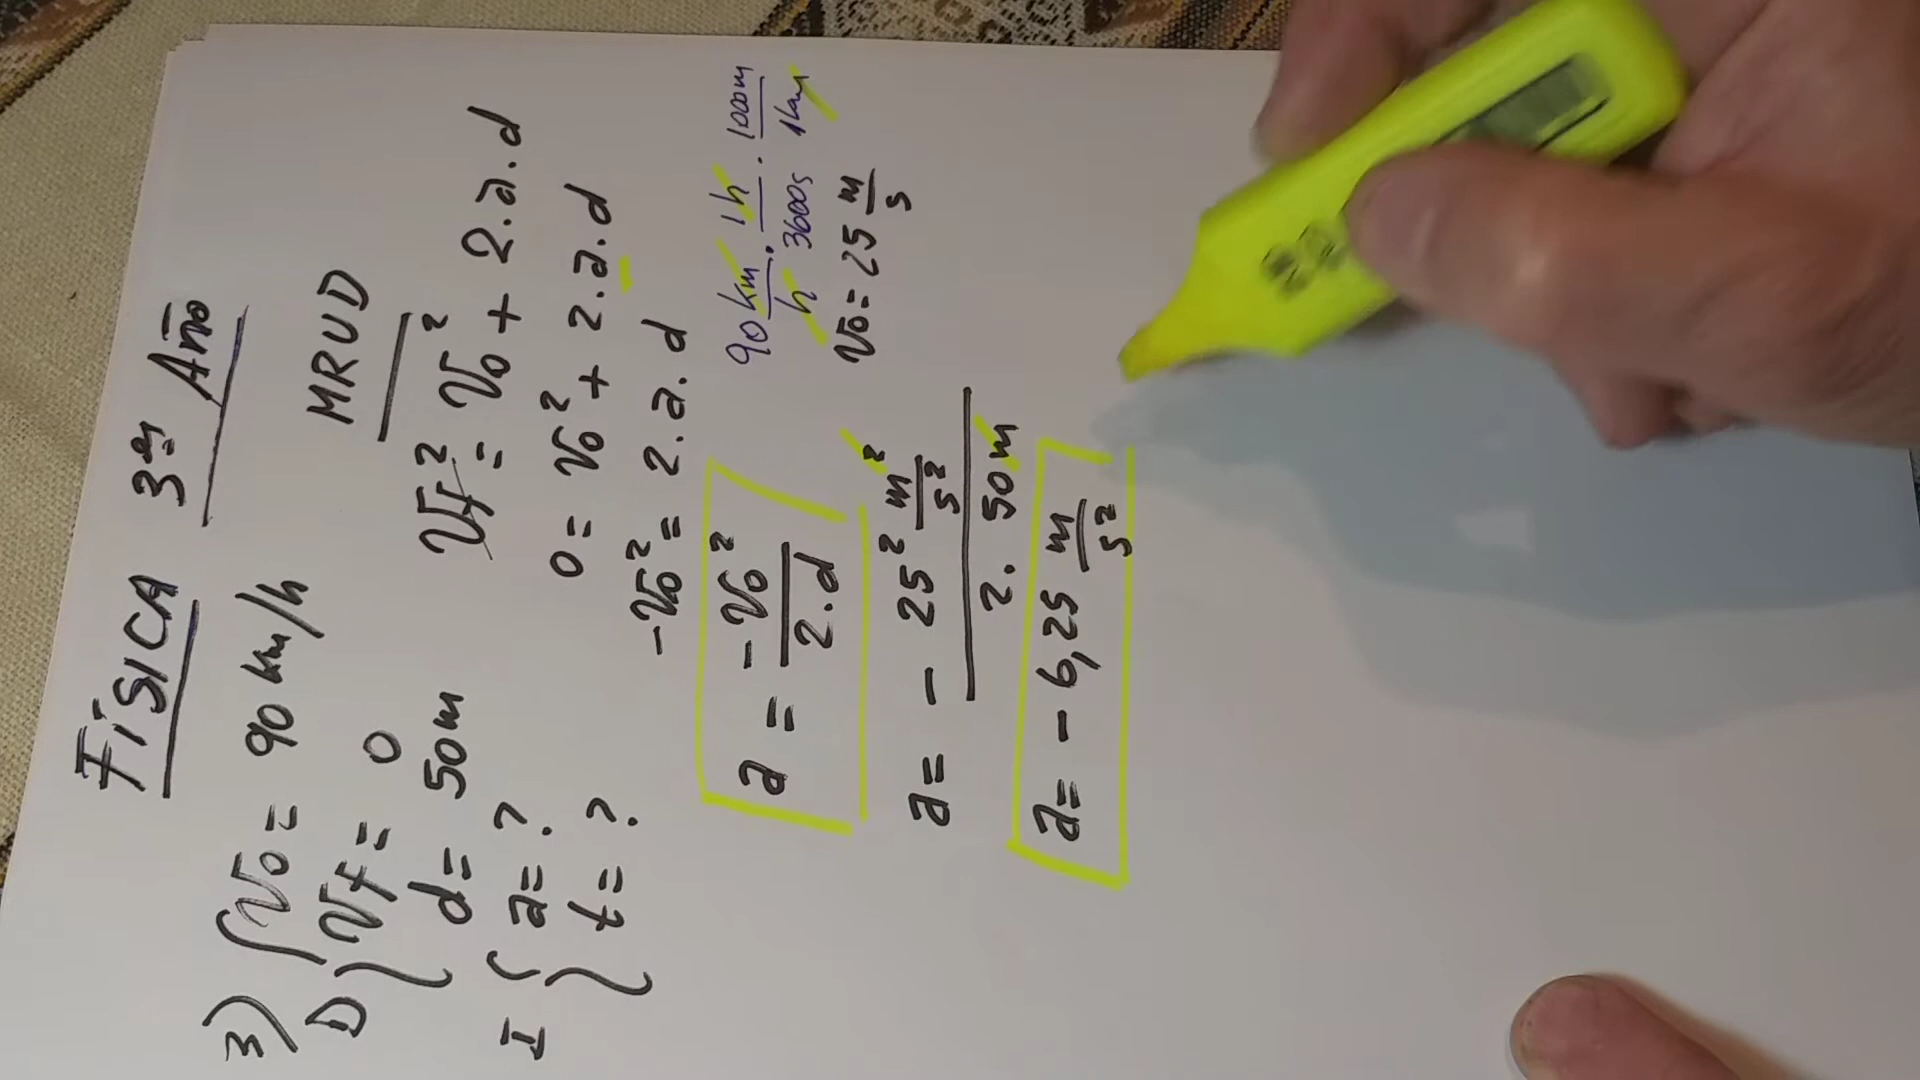 FÍSICA 3er Año
3) Vo = 90 km/h
MRUD
D Vf = 0
Vf² = Vo² + 2.a.d
d = 50m
0 = Vo² + 2.a.d
I a = ?
-Vo² = 2.a.d
t = ?
a = -Vo² / 2.d
90 km/h . 1h/3600s . 1000m/1km
Vo = 25 m/s
a = - 25² m²/s² / 2. 50m
a = - 6,25 m/s²